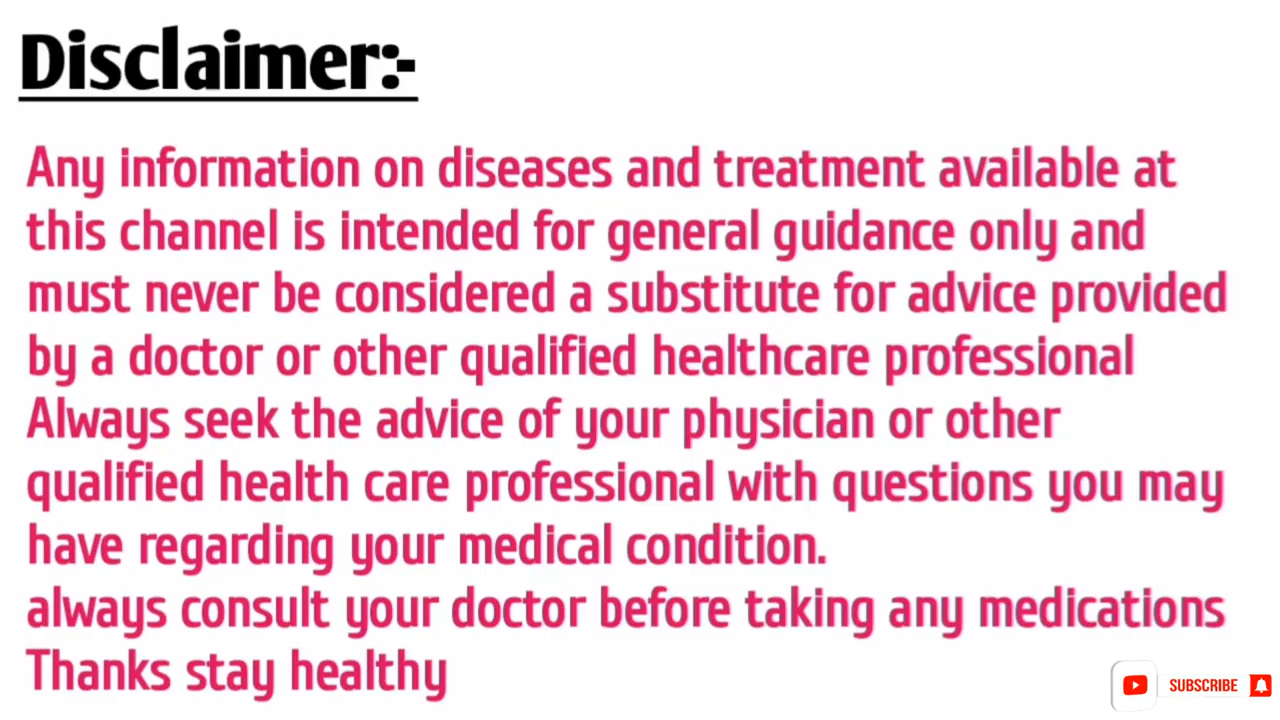 Disclaimer:-
Any information on diseases and treatment available at
this channel is intended for general guidance only and
must never be considered a substitute for advice provided
by a doctor or other qualified healthcare professional
Always seek the advice of your physician or other
qualified health care professional with questions you may
have regarding your medical condition.
always consult your doctor before taking any medications
Thanks stay healthy
SUBSCRIBE